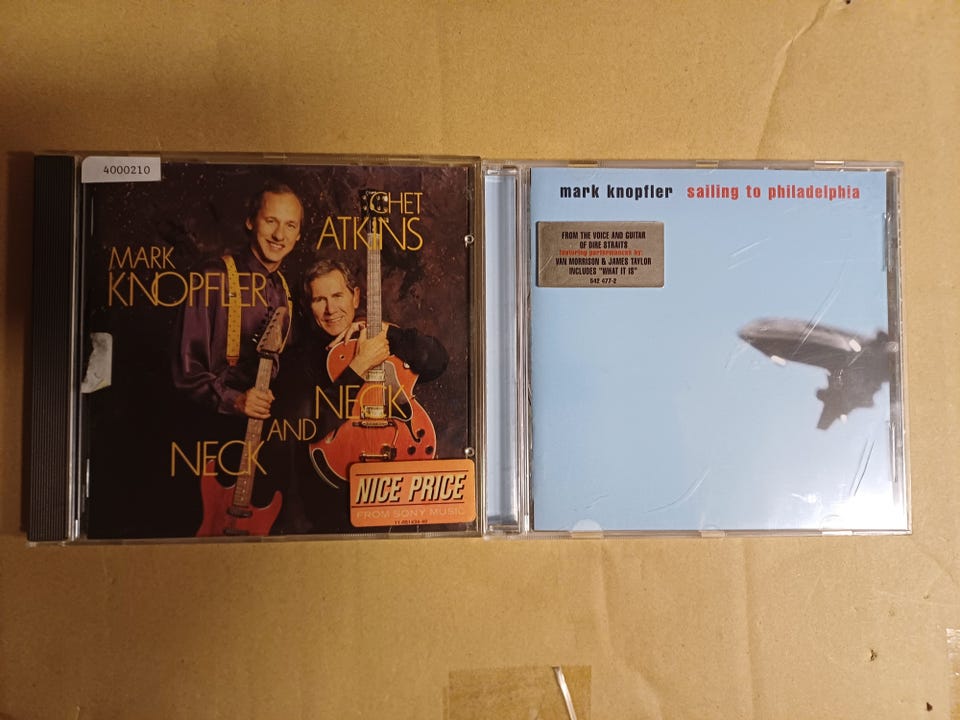 4000210
CHET
ATKINS
MARK
KNOPFLER
NECK
AND
NECK
NICE PRICE
FROM SONY MUSIC
mark knopfler sailing to philadelphia
FROM THE VOICE AND GUITAR
OF DIRE STRAITS
featuring performances by:
VAN MORRISON & JAMES TAYLOR
INCLUDES "WHAT IT IS"
542 477-2